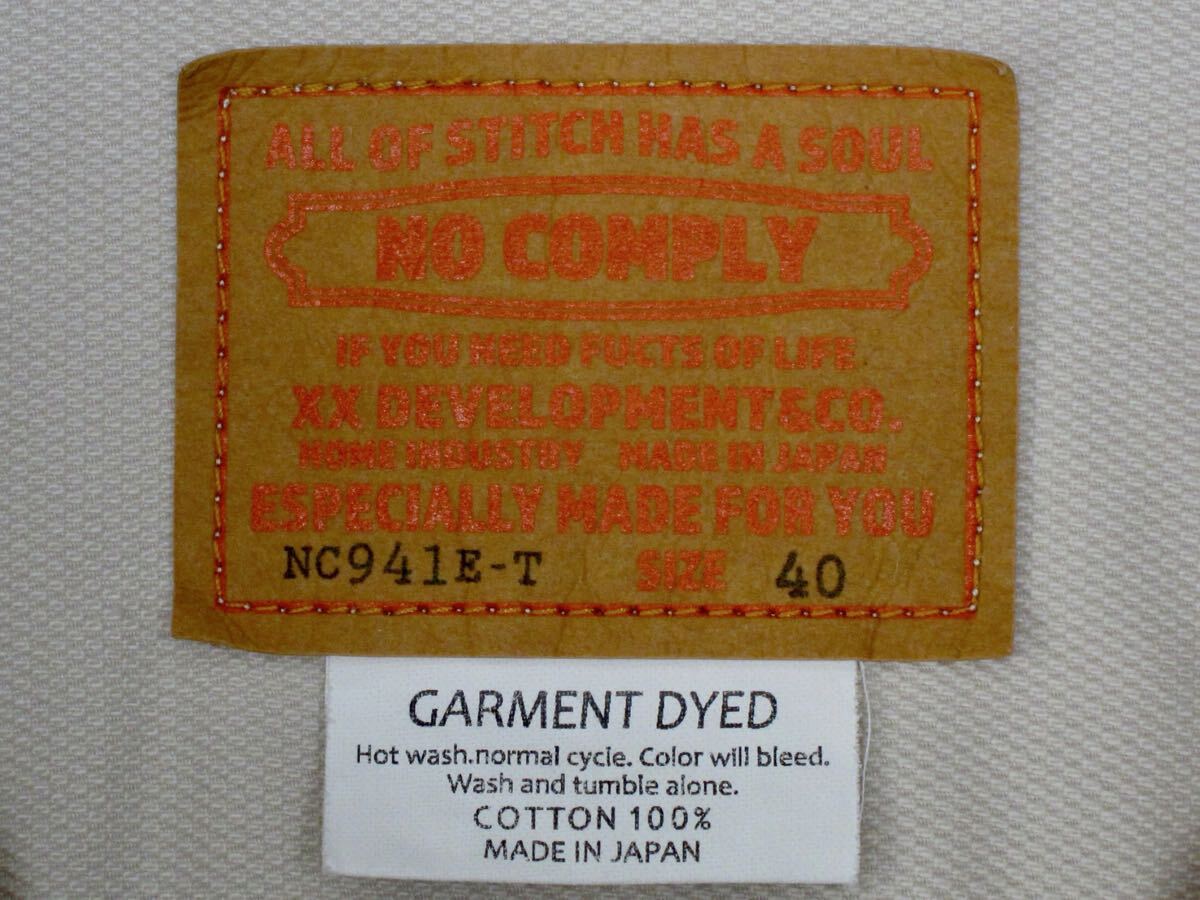 ALL OF STITCH HAS A SOUL
NO COMPLY
IF YOU NEED FUCTS OF LIFE
XX DEVELOPMENT&CO.
HOME INDUSTRY MADE IN JAPAN
ESPECIALLY MADE FOR YOU
NC941E-T SIZE 40
GARMENT DYED
Hot wash.normal cycle. Color will bleed.
Wash and tumble alone.
COTTON 100%
MADE IN JAPAN